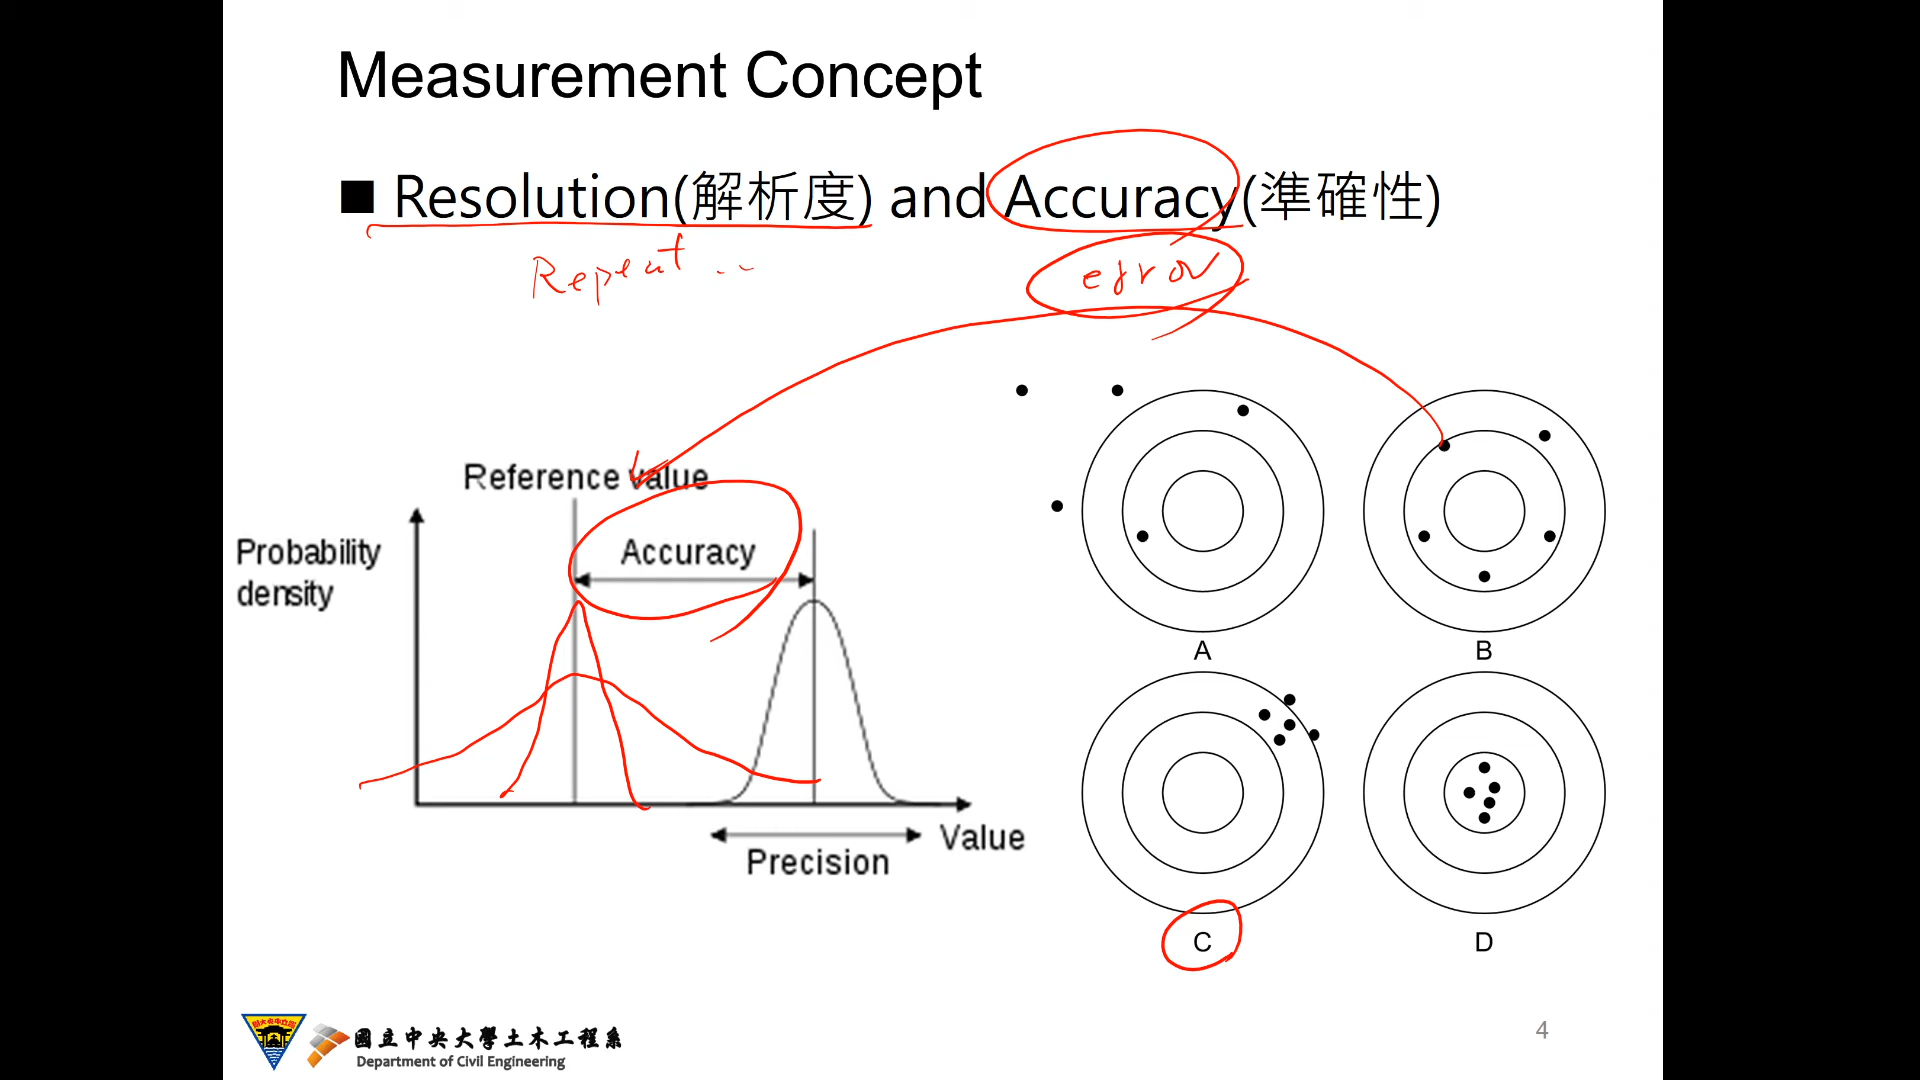 Measurement Concept
■ Resolution(解析度) and Accuracy(準確性)
Repeat ..
error
Reference value
Accuracy
Probability
density
Value
Precision
A
B
C
D
國立中央大學土木工程系
Department of Civil Engineering
4